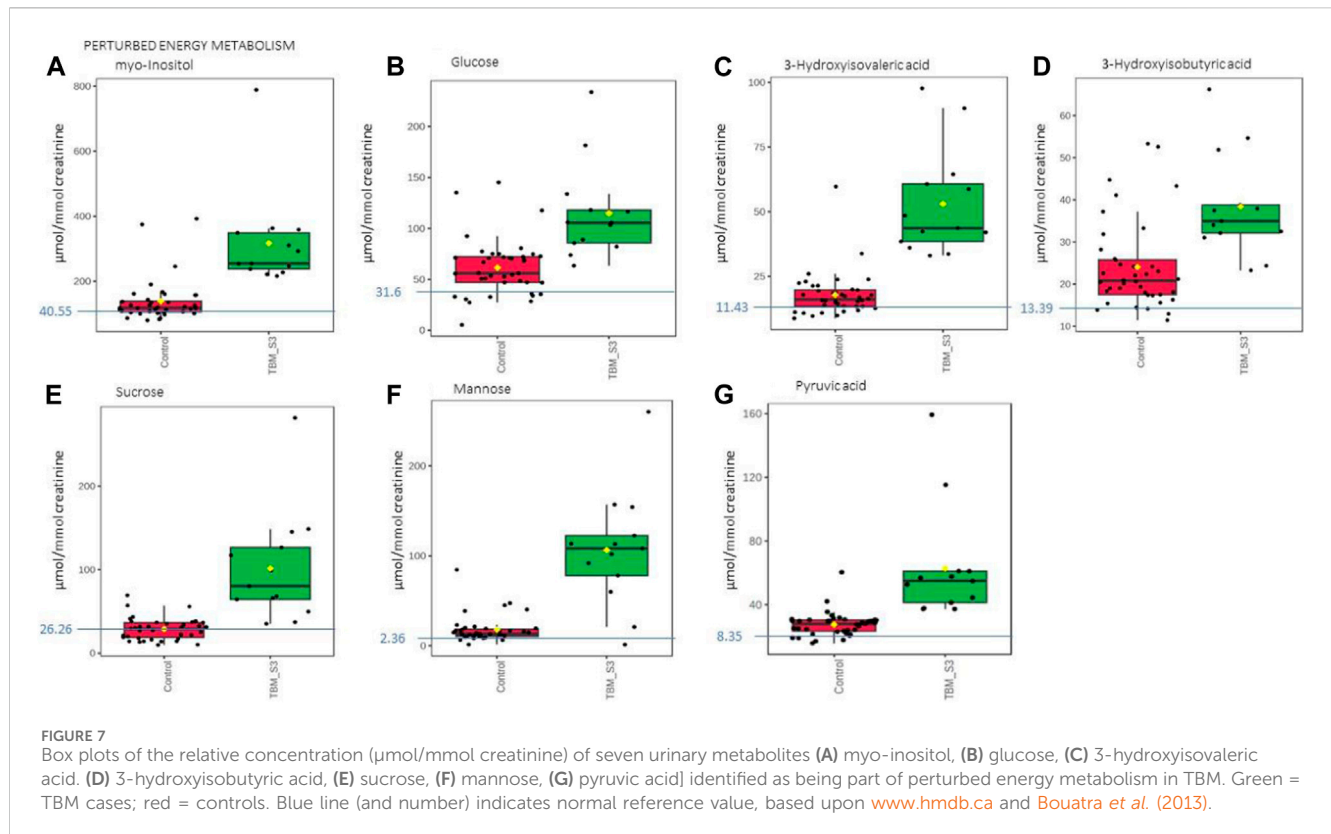 PERTURBED ENERGY METABOLISM
A
myo-Inositol
µmol/mmol creatinine
800
600
400
200
40.55
Control
TBM_S3
B
Glucose
µmol/mmol creatinine
200
150
100
50
31.6
0
Control
TBM_S3
C
3-Hydroxyisovaleric acid
µmol/mmol creatinine
100
75
50
25
11.43
0
Control
TBM_S3
D
3-Hydroxyisobutyric acid
µmol/mmol creatinine
60
50
40
30
20
13.39
10
Control
TBM_S3
E
Sucrose
µmol/mmol creatinine
200
100
26.26
0
Control
TBM_S3
F
Mannose
µmol/mmol creatinine
200
100
2.36
0
Control
TBM_S3
G
Pyruvic acid
µmol/mmol creatinine
160
120
80
40
8.35
0
Control
TBM_S3
FIGURE 7
Box plots of the relative concentration (µmol/mmol creatinine) of seven urinary metabolites (A) myo-inositol, (B) glucose, (C) 3-hydroxyisovaleric
acid. (D) 3-hydroxyisobutyric acid, (E) sucrose, (F) mannose, (G) pyruvic acid] identified as being part of perturbed energy metabolism in TBM. Green =
TBM cases; red = controls. Blue line (and number) indicates normal reference value, based upon www.hmdb.ca and Bouatra et al. (2013).